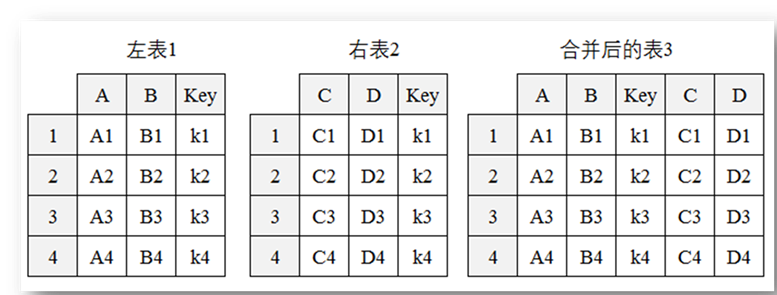 左表1 右表2 合并后的表3
A B Key C D Key A B Key C D
1 A1 B1 k1 1 C1 D1 k1 1 A1 B1 k1 C1 D1
2 A2 B2 k2 2 C2 D2 k2 2 A2 B2 k2 C2 D2
3 A3 B3 k3 3 C3 D3 k3 3 A3 B3 k3 C3 D3
4 A4 B4 k4 4 C4 D4 k4 4 A4 B4 k4 C4 D4